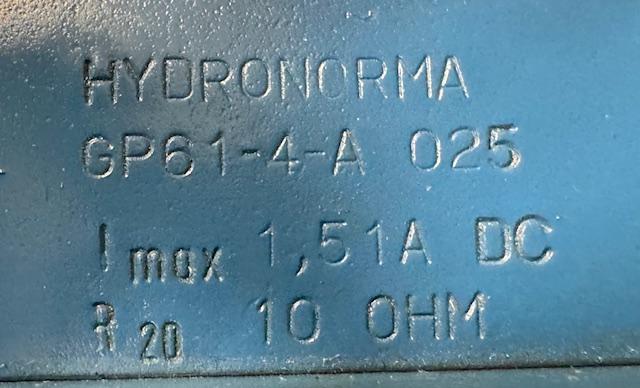 HYDRONORMA
GP61-4-A 025
Imax 1,51A DC
R20 10 OHM